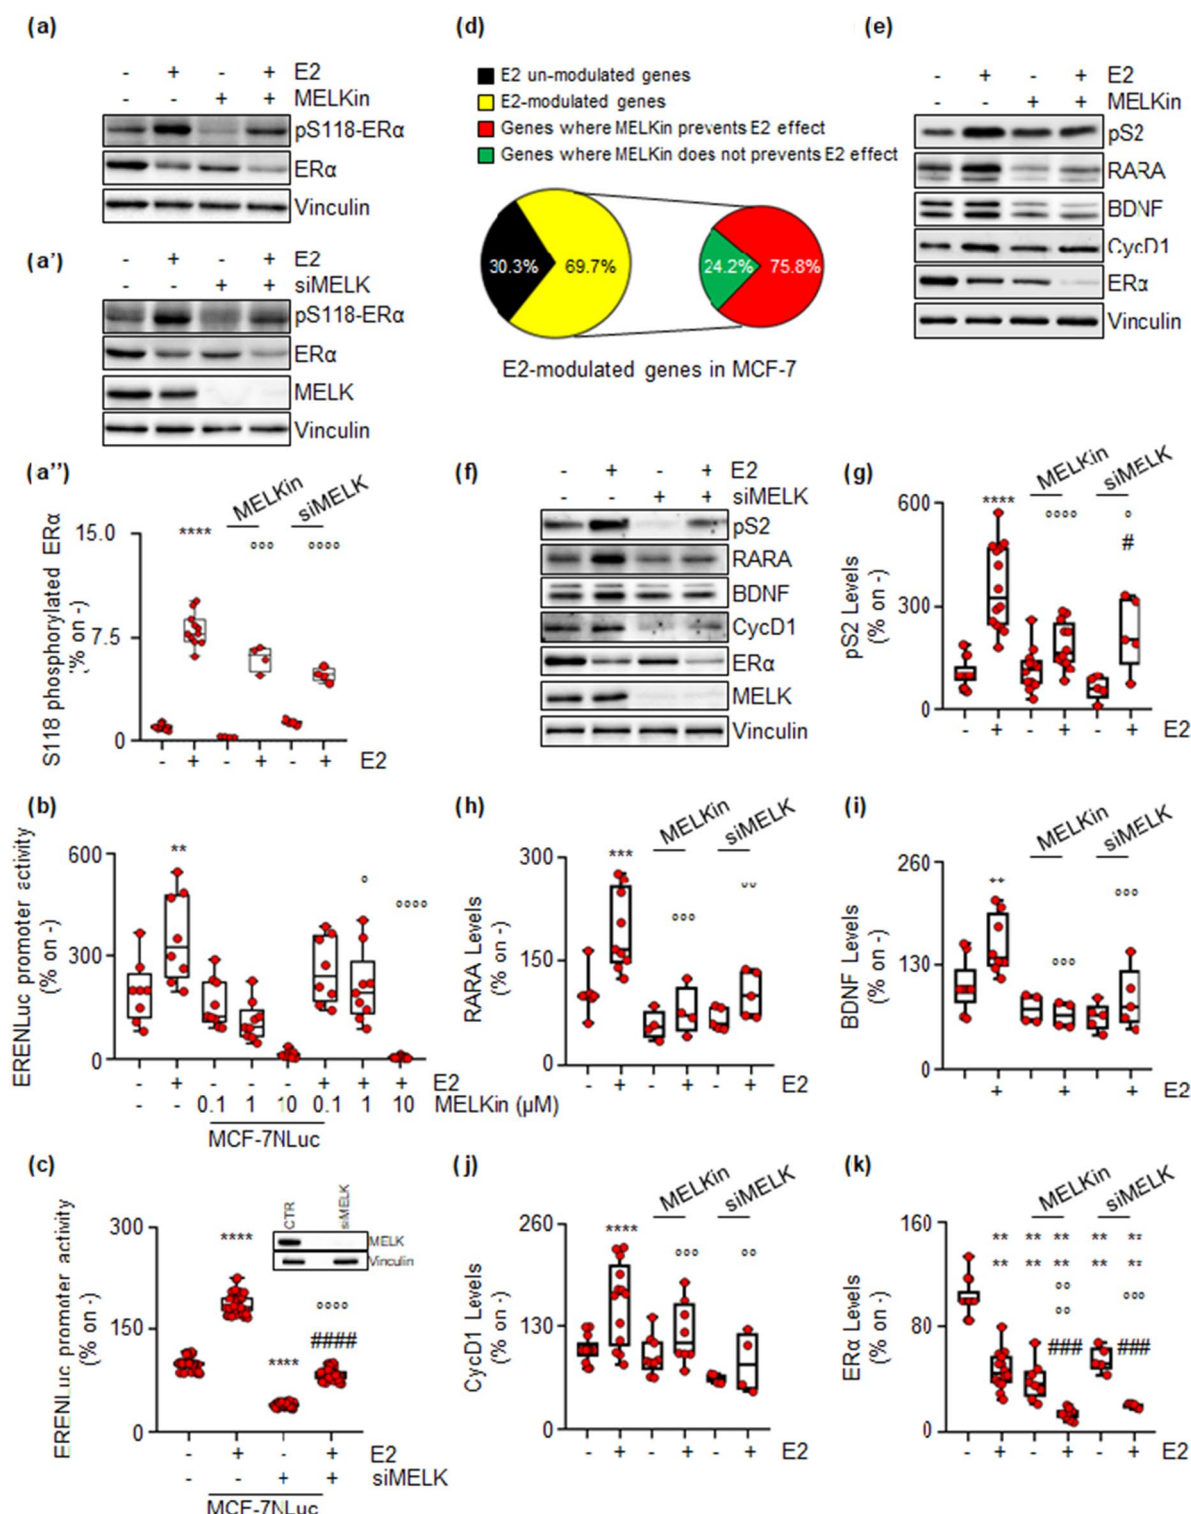 (a)
- + - + E2
- - + + MELKin
pS118-ERα
ERα
Vinculin
(a')
- + - + E2
- - + + siMELK
pS118-ERα
ERα
MELK
Vinculin
(d)
E2 un-modulated genes
E2-modulated genes
Genes where MELKin prevents E2 effect
Genes where MELKin does not prevents E2 effect
30.3% 69.7% 24.2% 75.8%
E2-modulated genes in MCF-7
(e)
- + - + E2
- - + + MELKin
pS2
RARA
BDNF
CycD1
ERα
Vinculin
(a'')
MELKin siMELK
S118 phosphorylated ERα
(% on -)
15.0
**** °°° °°°°
7.5
0
- + - + - + E2
(f)
- + - + E2
- - + + siMELK
pS2
RARA
BDNF
CycD1
ERα
MELK
Vinculin
(g)
MELKin siMELK
pS2 Levels
(% on -)
600
**** °°°° °
#
300
0
- + - + - + E2
(b)
ERENLuc promoter activity
(% on -)
600
** ° °°°°
300
0
- + - - - + + + E2
- - 0.1 1 10 0.1 1 10 MELKin (µM)
MCF-7NLuc
(h)
MELKin siMELK
RARA Levels
(% on -)
300
*** °°°
150
0
- + - + - + E2
(i)
MELKin siMELK
BDNF Levels
(% on -)
260
°°° °°°
130
0
- + - + - + E2
(c)
ERENLuc promoter activity
(% on -)
300
CTR siMELK
MELK
Vinculin
**** **** °°°°
####
150
0
- + - + E2
- - + + siMELK
MCF-7NLuc
(j)
MELKin siMELK
CycD1 Levels
(% on -)
260
**** °°° °°
130
0
- + - + - + E2
(k)
MELKin siMELK
ERα Levels
(% on -)
160
** ** ** **
** ** ** **
°°
°° °°°
### ###
80
0
- + - + - + E2